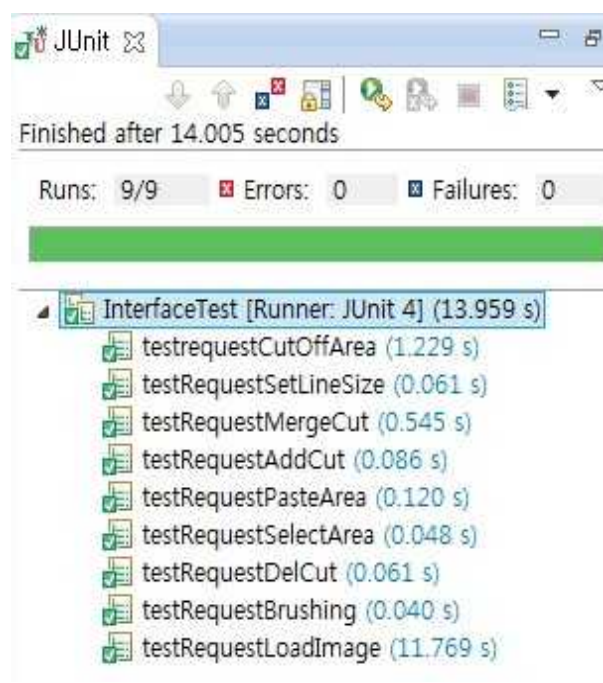 JUnit
Finished after 14.005 seconds
Runs: 9/9 Errors: 0 Failures: 0
InterfaceTest [Runner: JUnit 4] (13.959 s)
testrequestCutOffArea (1.229 s)
testRequestSetLineSize (0.061 s)
testRequestMergeCut (0.545 s)
testRequestAddCut (0.086 s)
testRequestPasteArea (0.120 s)
testRequestSelectArea (0.048 s)
testRequestDelCut (0.061 s)
testRequestBrushing (0.040 s)
testRequestLoadImage (11.769 s)